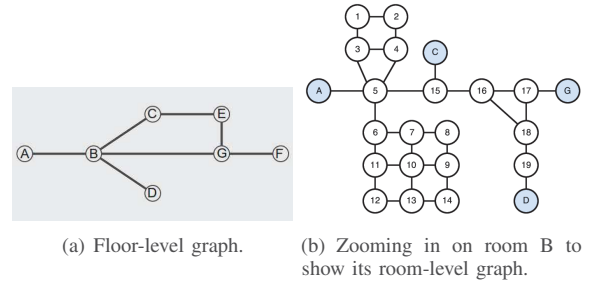 A
B
C
E
G
F
D
1 2
3 4
C
A 5 15 16 17 G
6 7 8 18
11 10 9 19
12 13 14 D
(a) Floor-level graph.
(b) Zooming in on room B to
show its room-level graph.